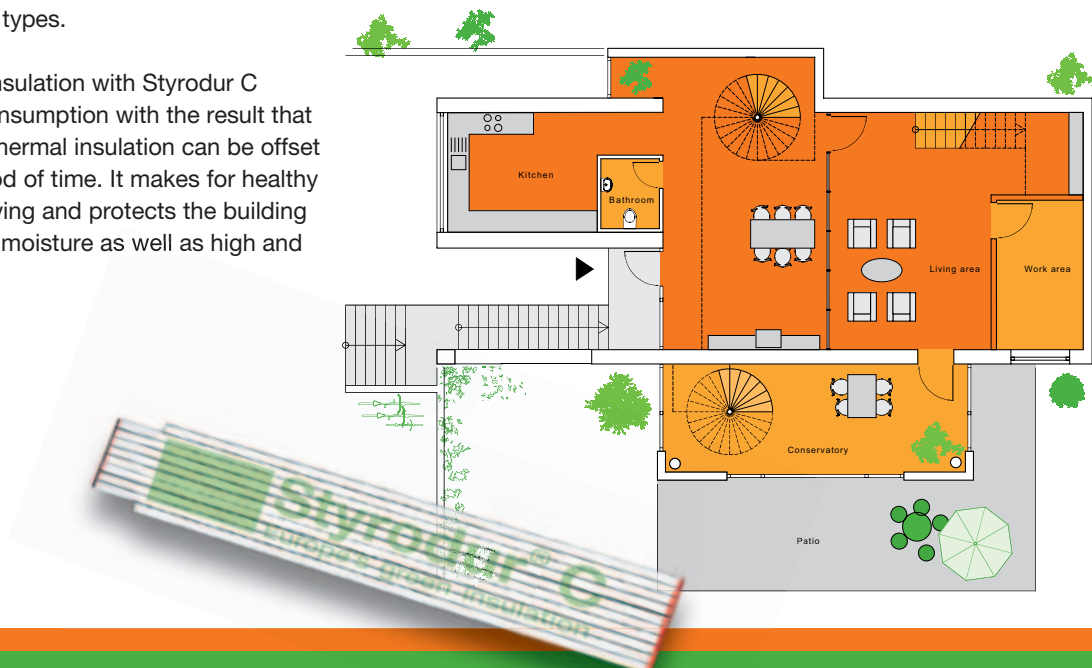 types.
nsulation with Styrodur C
nsumption with the result that
hermal insulation can be offset
od of time. It makes for healthy
ving and protects the building
moisture as well as high and
Kitchen
Bathroom
Living area
Work area
Conservatory
Patio
Styrodur® C
Europe's green insulation